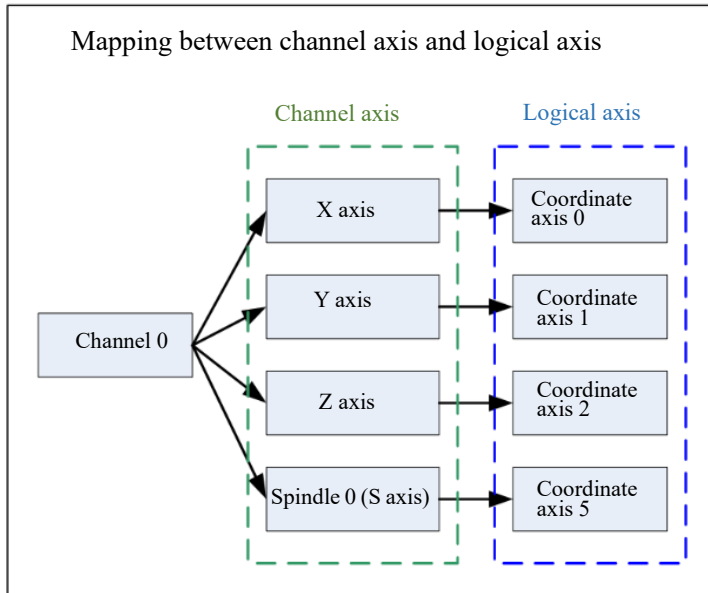 Mapping between channel axis and logical axis
Channel axis
Logical axis
X axis
Coordinate
axis 0
Y axis
Coordinate
axis 1
Channel 0
Z axis
Coordinate
axis 2
Spindle 0 (S axis)
Coordinate
axis 5